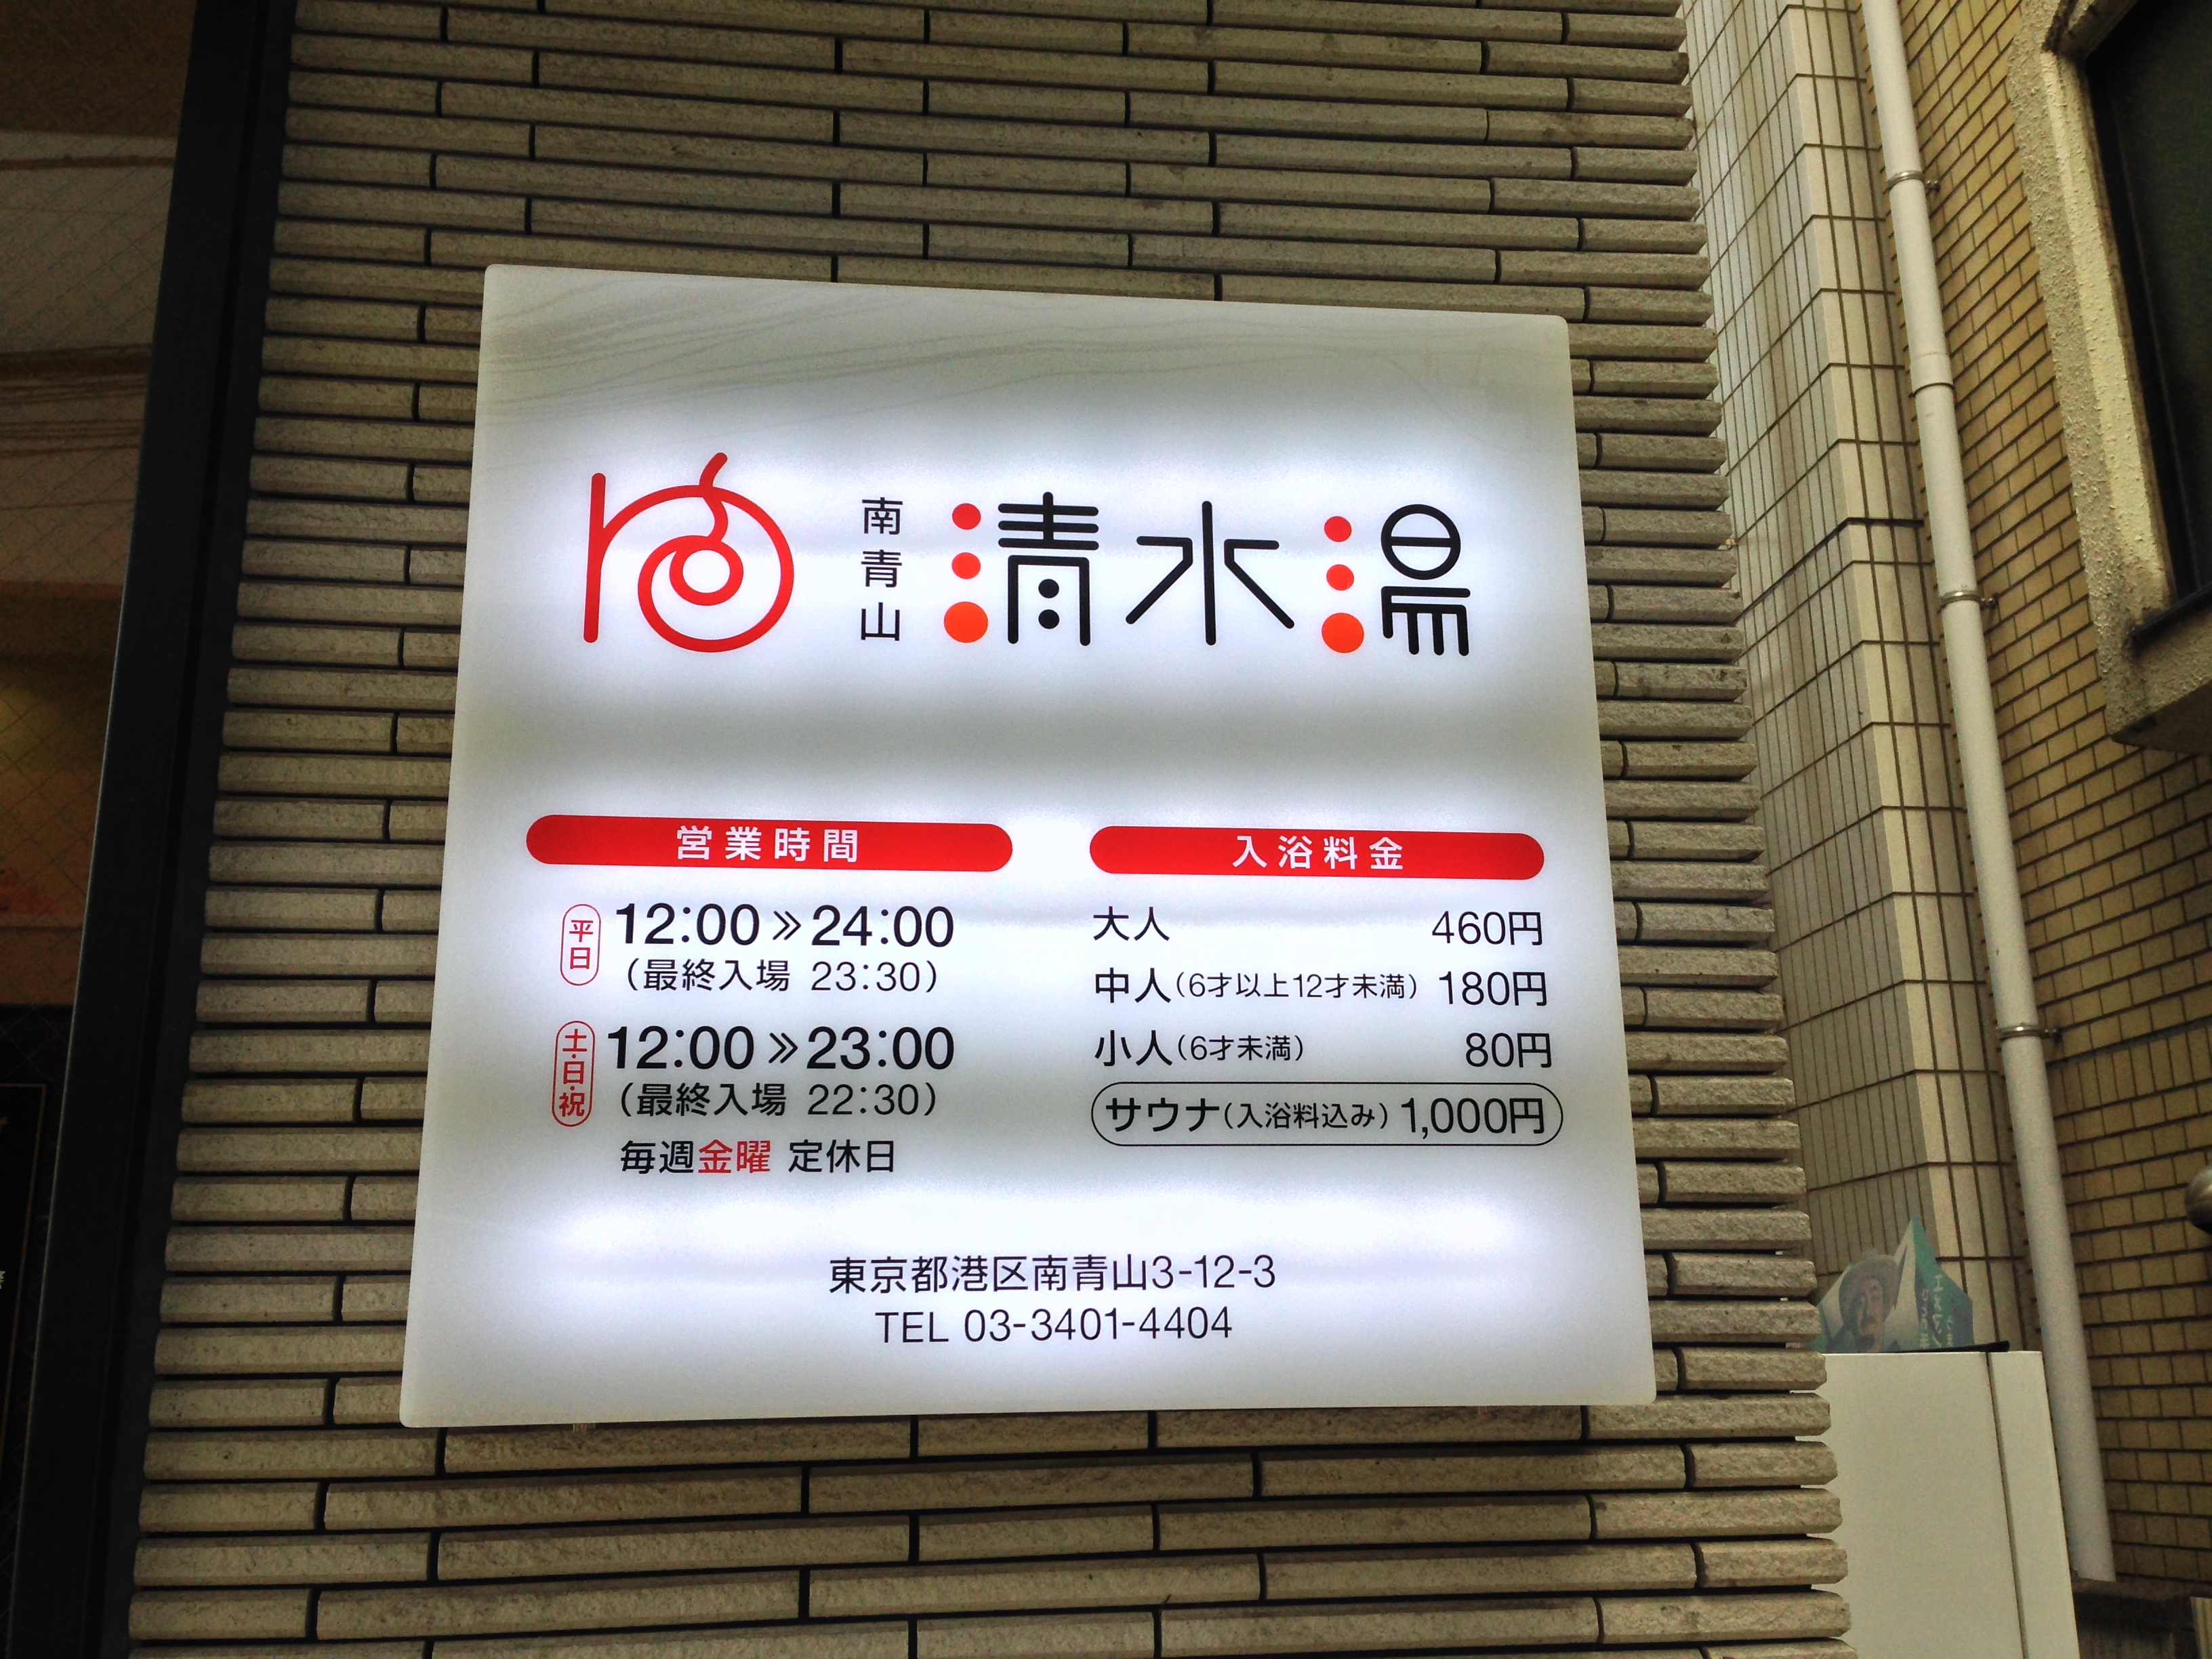 ゆ 南青山 清水湯
営業時間
平日 12:00 》 24:00
(最終入場 23:30)
土・日・祝 12:00 》 23:00
(最終入場 22:30)
毎週金曜 定休日
入浴料金
大人 460円
中人(6才以上12才未満) 180円
小人(6才未満) 80円
サウナ(入浴料込み) 1,000円
東京都港区南青山3-12-3
TEL 03-3401-4404